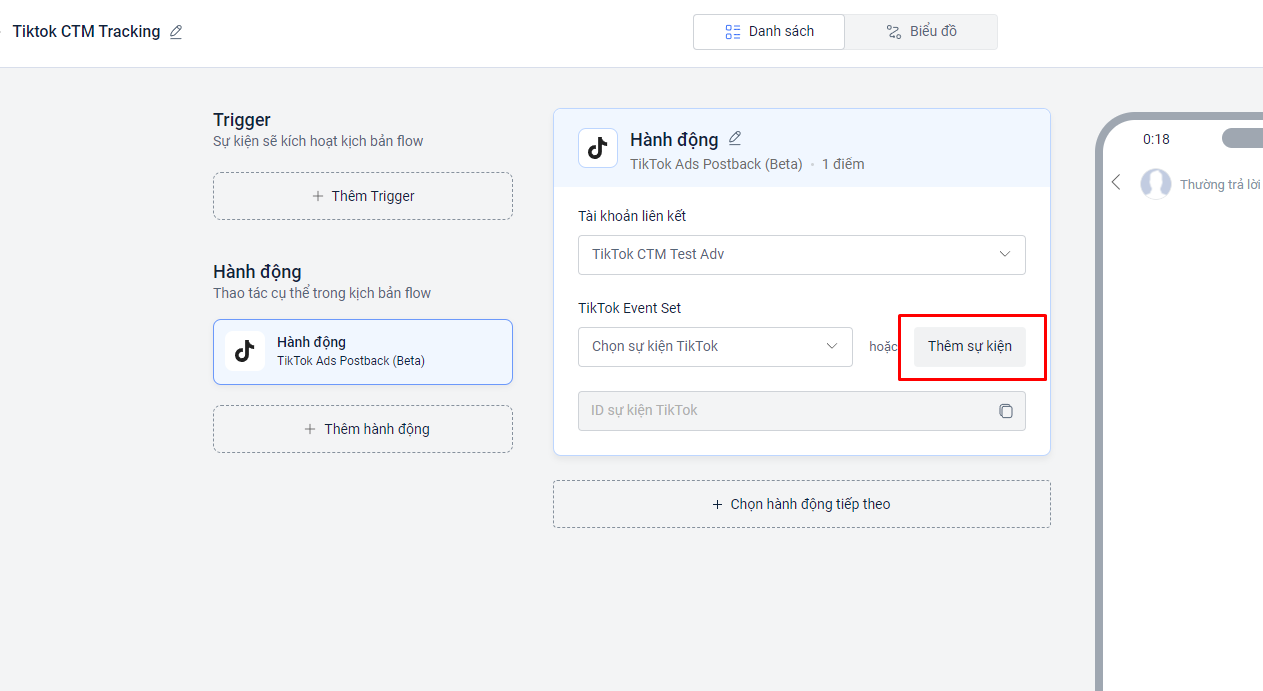 Tiktok CTM Tracking
Danh sách
Biểu đồ
Trigger
Sự kiện sẽ kích hoạt kịch bản flow
+ Thêm Trigger
Hành động
Thao tác cụ thể trong kịch bản flow
Hành động
TikTok Ads Postback (Beta)
+ Thêm hành động
Hành động
TikTok Ads Postback (Beta) • 1 điểm
Tài khoản liên kết
TikTok CTM Test Adv
TikTok Event Set
Chọn sự kiện TikTok
hoặc
Thêm sự kiện
ID sự kiện TikTok
+ Chọn hành động tiếp theo
0:18
Thường trả lời